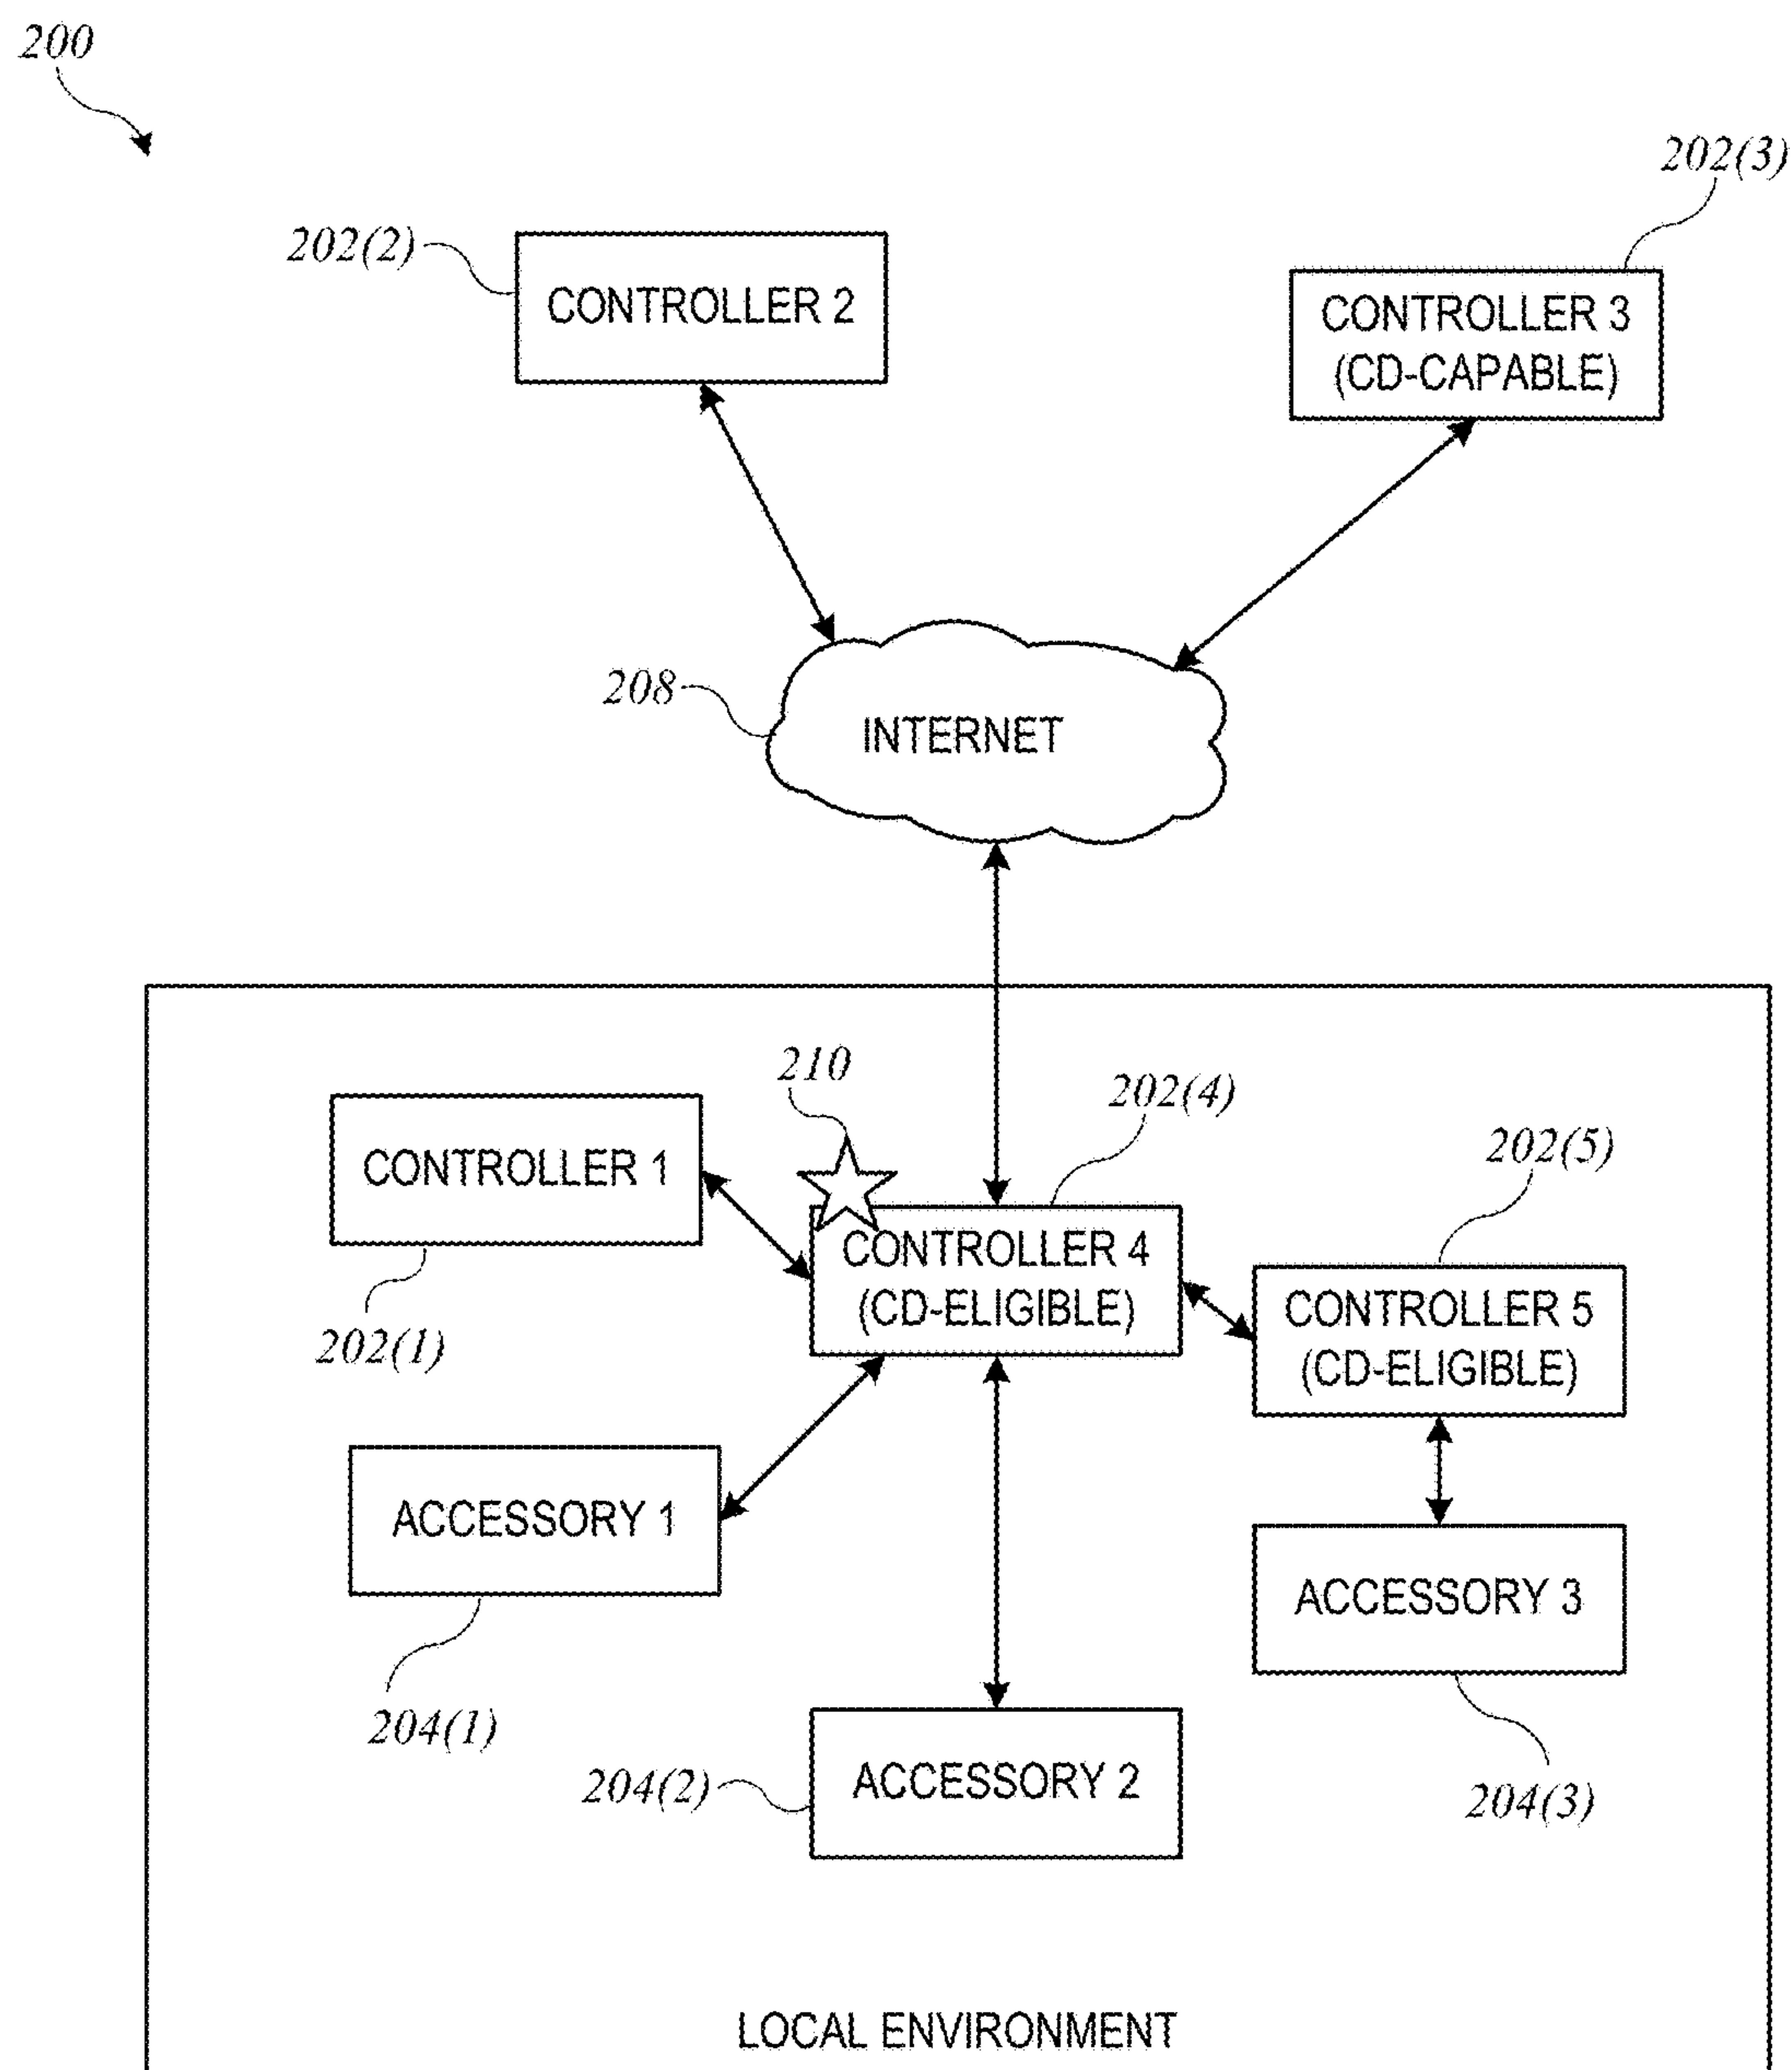 200
202(3)
202(2)
CONTROLLER 2
CONTROLLER 3
(CD-CAPABLE)
208
INTERNET
210
202(4)
202(5)
CONTROLLER 1
CONTROLLER 4
(CD-ELIGIBLE)
CONTROLLER 5
(CD-ELIGIBLE)
202(1)
ACCESSORY 1
ACCESSORY 3
204(1)
204(2)
ACCESSORY 2
204(3)
LOCAL ENVIRONMENT